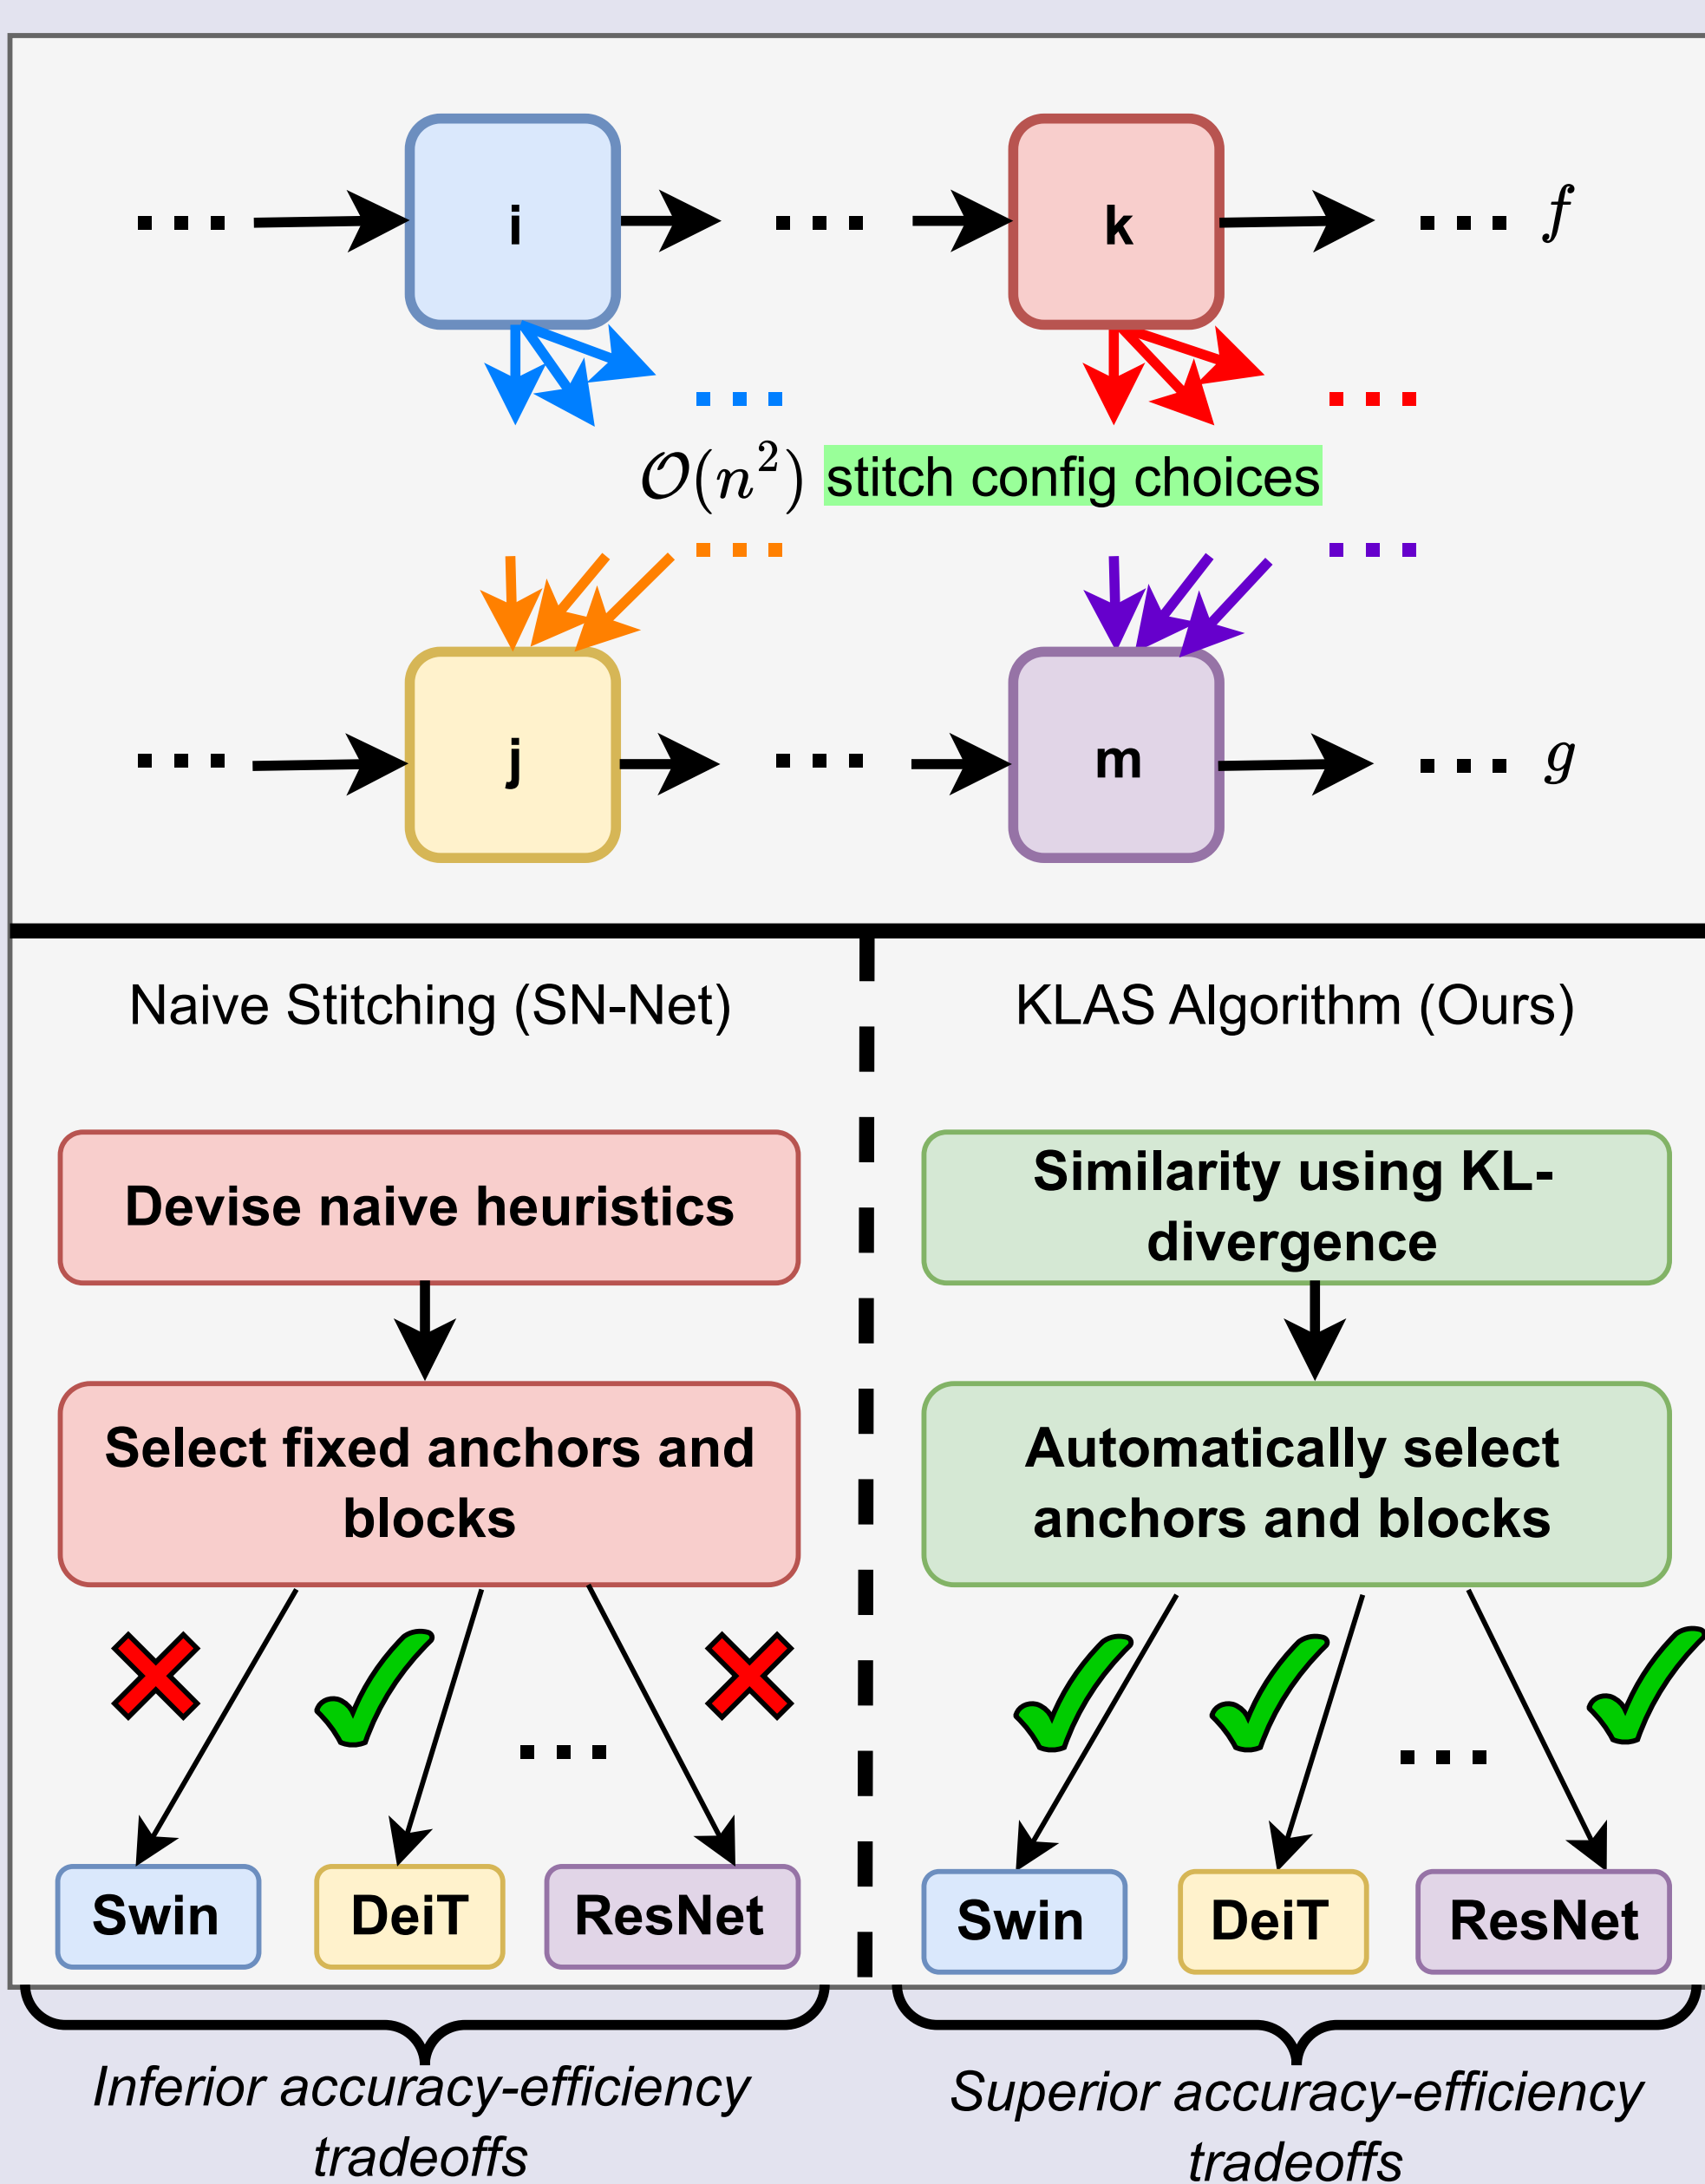 i
k
f
O(n²) stitch config choices
j
m
g
Naive Stitching (SN-Net)
KLAS Algorithm (Ours)
Devise naive heuristics
Similarity using KL-
divergence
Select fixed anchors and
blocks
Automatically select
anchors and blocks
Swin
DeiT
ResNet
Swin
DeiT
ResNet
Inferior accuracy-efficiency
tradeoffs
Superior accuracy-efficiency
tradeoffs